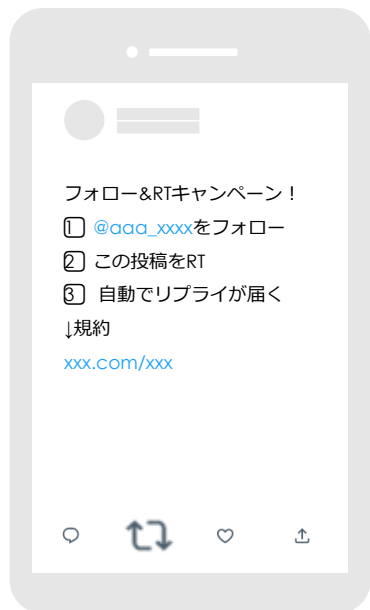 フォロー&RTキャンペーン！
1 @aaa_xxxxをフォロー
2 この投稿をRT
3 自動でリプライが届く
↓規約
xxx.com/xxx